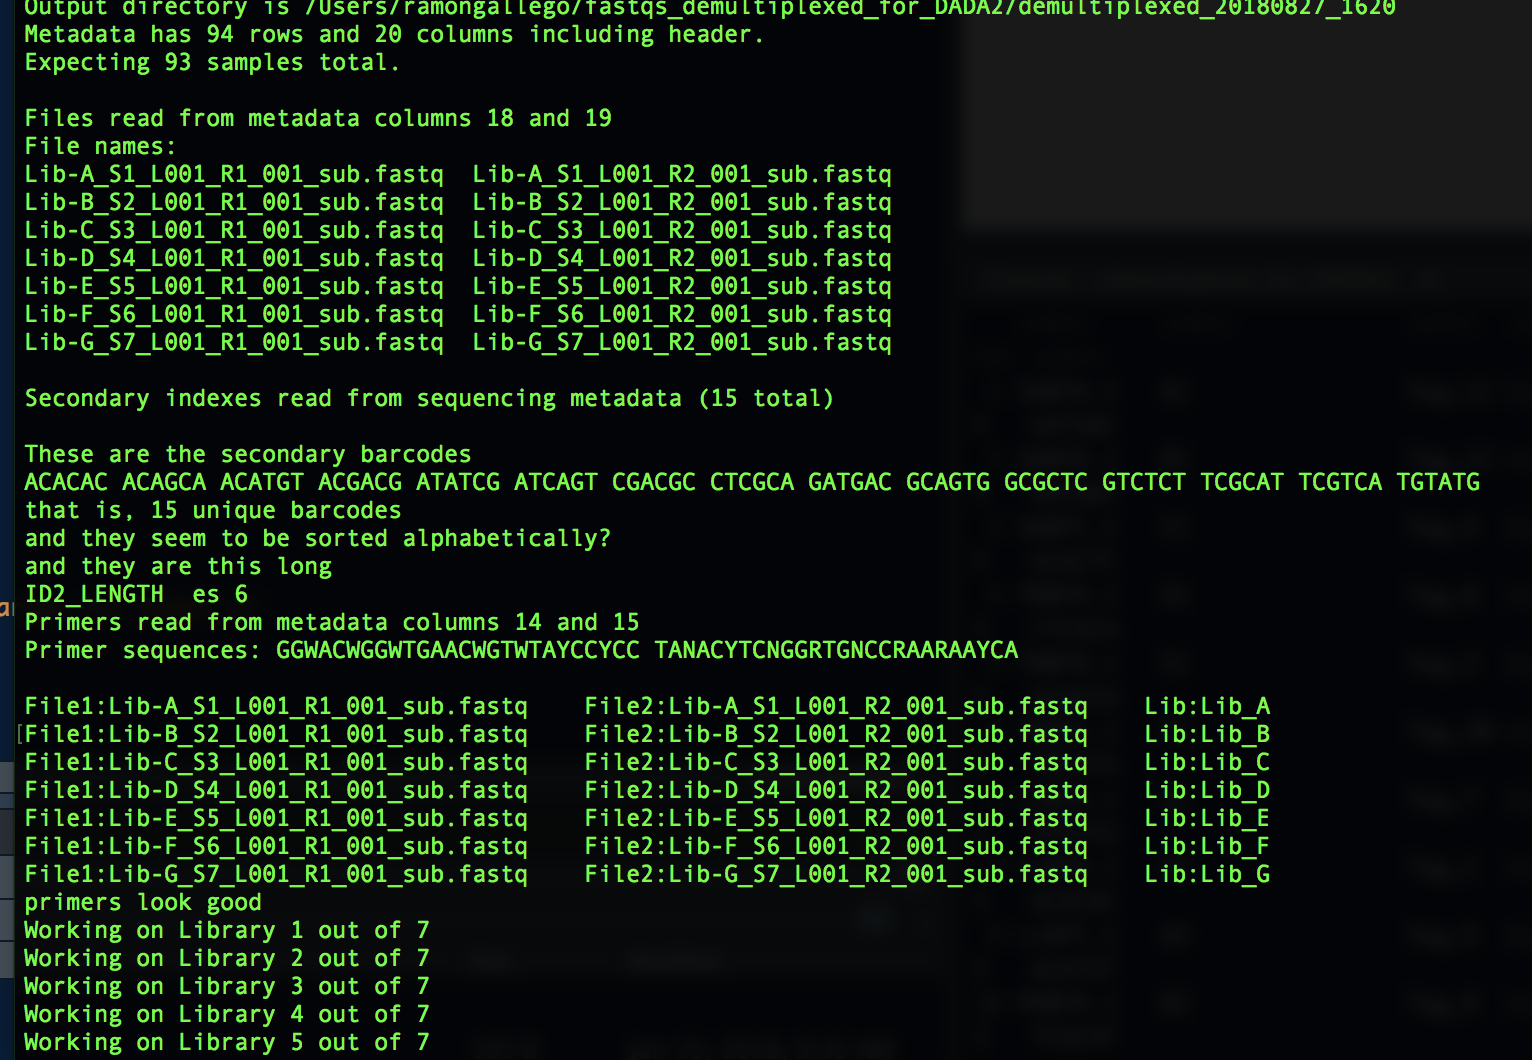 Output directory is /Users/ramongallego/fastqs_demultiplexed_for_DADA2/demultiplexed_20180827_1620
Metadata has 94 rows and 20 columns including header.
Expecting 93 samples total.
Files read from metadata columns 18 and 19
File names:
Lib-A_S1_L001_R1_001_sub.fastq  Lib-A_S1_L001_R2_001_sub.fastq
Lib-B_S2_L001_R1_001_sub.fastq  Lib-B_S2_L001_R2_001_sub.fastq
Lib-C_S3_L001_R1_001_sub.fastq  Lib-C_S3_L001_R2_001_sub.fastq
Lib-D_S4_L001_R1_001_sub.fastq  Lib-D_S4_L001_R2_001_sub.fastq
Lib-E_S5_L001_R1_001_sub.fastq  Lib-E_S5_L001_R2_001_sub.fastq
Lib-F_S6_L001_R1_001_sub.fastq  Lib-F_S6_L001_R2_001_sub.fastq
Lib-G_S7_L001_R1_001_sub.fastq  Lib-G_S7_L001_R2_001_sub.fastq
Secondary indexes read from sequencing metadata (15 total)
These are the secondary barcodes
ACACAC ACAGCA ACATGT ACGACG ATATCG ATCAGT CGACGC CTCGCA GATGAC GCAGTG GCGCTC GTCTCT TCGCAT TCGTCA TGTATG
that is, 15 unique barcodes
and they seem to be sorted alphabetically?
and they are this long
ID2_LENGTH  es 6
Primers read from metadata columns 14 and 15
Primer sequences: GGWACWGGWTGAACWGTWTAYCCYCC TANACYTCNGGRTGNCCRAARAAYCA
File1:Lib-A_S1_L001_R1_001_sub.fastq    File2:Lib-A_S1_L001_R2_001_sub.fastq    Lib:Lib_A
[File1:Lib-B_S2_L001_R1_001_sub.fastq    File2:Lib-B_S2_L001_R2_001_sub.fastq    Lib:Lib_B
File1:Lib-C_S3_L001_R1_001_sub.fastq    File2:Lib-C_S3_L001_R2_001_sub.fastq    Lib:Lib_C
File1:Lib-D_S4_L001_R1_001_sub.fastq    File2:Lib-D_S4_L001_R2_001_sub.fastq    Lib:Lib_D
File1:Lib-E_S5_L001_R1_001_sub.fastq    File2:Lib-E_S5_L001_R2_001_sub.fastq    Lib:Lib_E
File1:Lib-F_S6_L001_R1_001_sub.fastq    File2:Lib-F_S6_L001_R2_001_sub.fastq    Lib:Lib_F
File1:Lib-G_S7_L001_R1_001_sub.fastq    File2:Lib-G_S7_L001_R2_001_sub.fastq    Lib:Lib_G
primers look good
Working on Library 1 out of 7
Working on Library 2 out of 7
Working on Library 3 out of 7
Working on Library 4 out of 7
Working on Library 5 out of 7